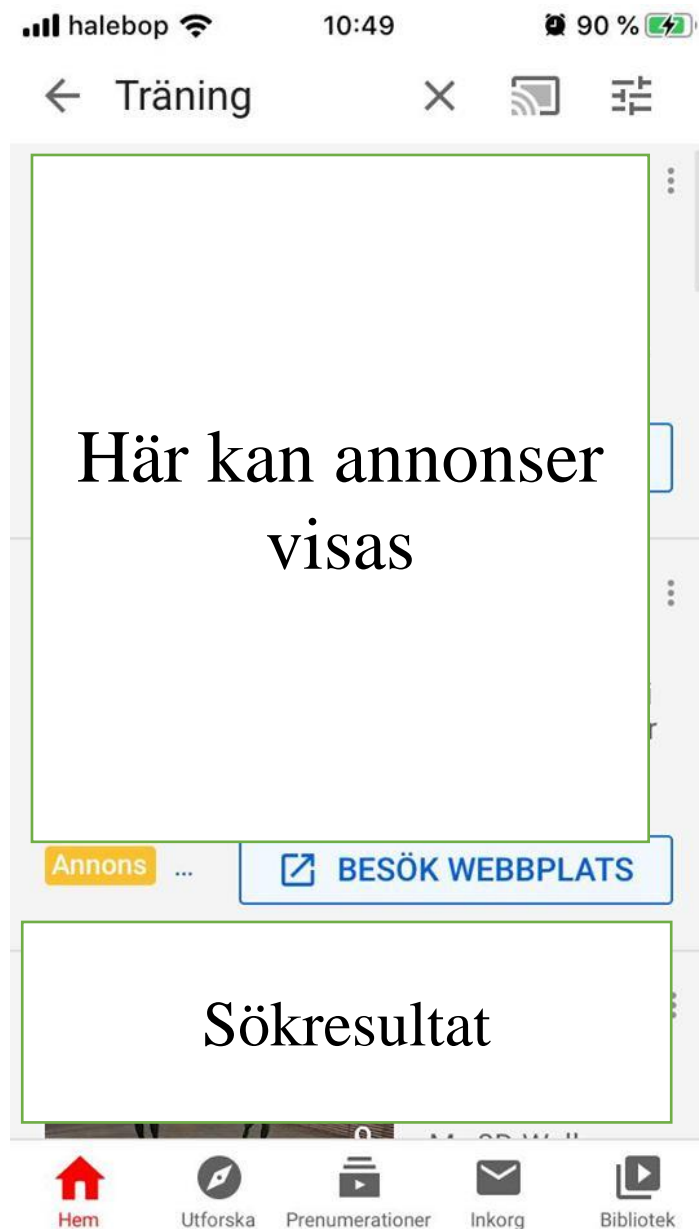 halebop 10:49 90 %
Träning
Här kan annonser
visas
Annons ... BESÖK WEBBPLATS
Sökresultat
Hem Utforska Prenumerationer Inkorg Bibliotek